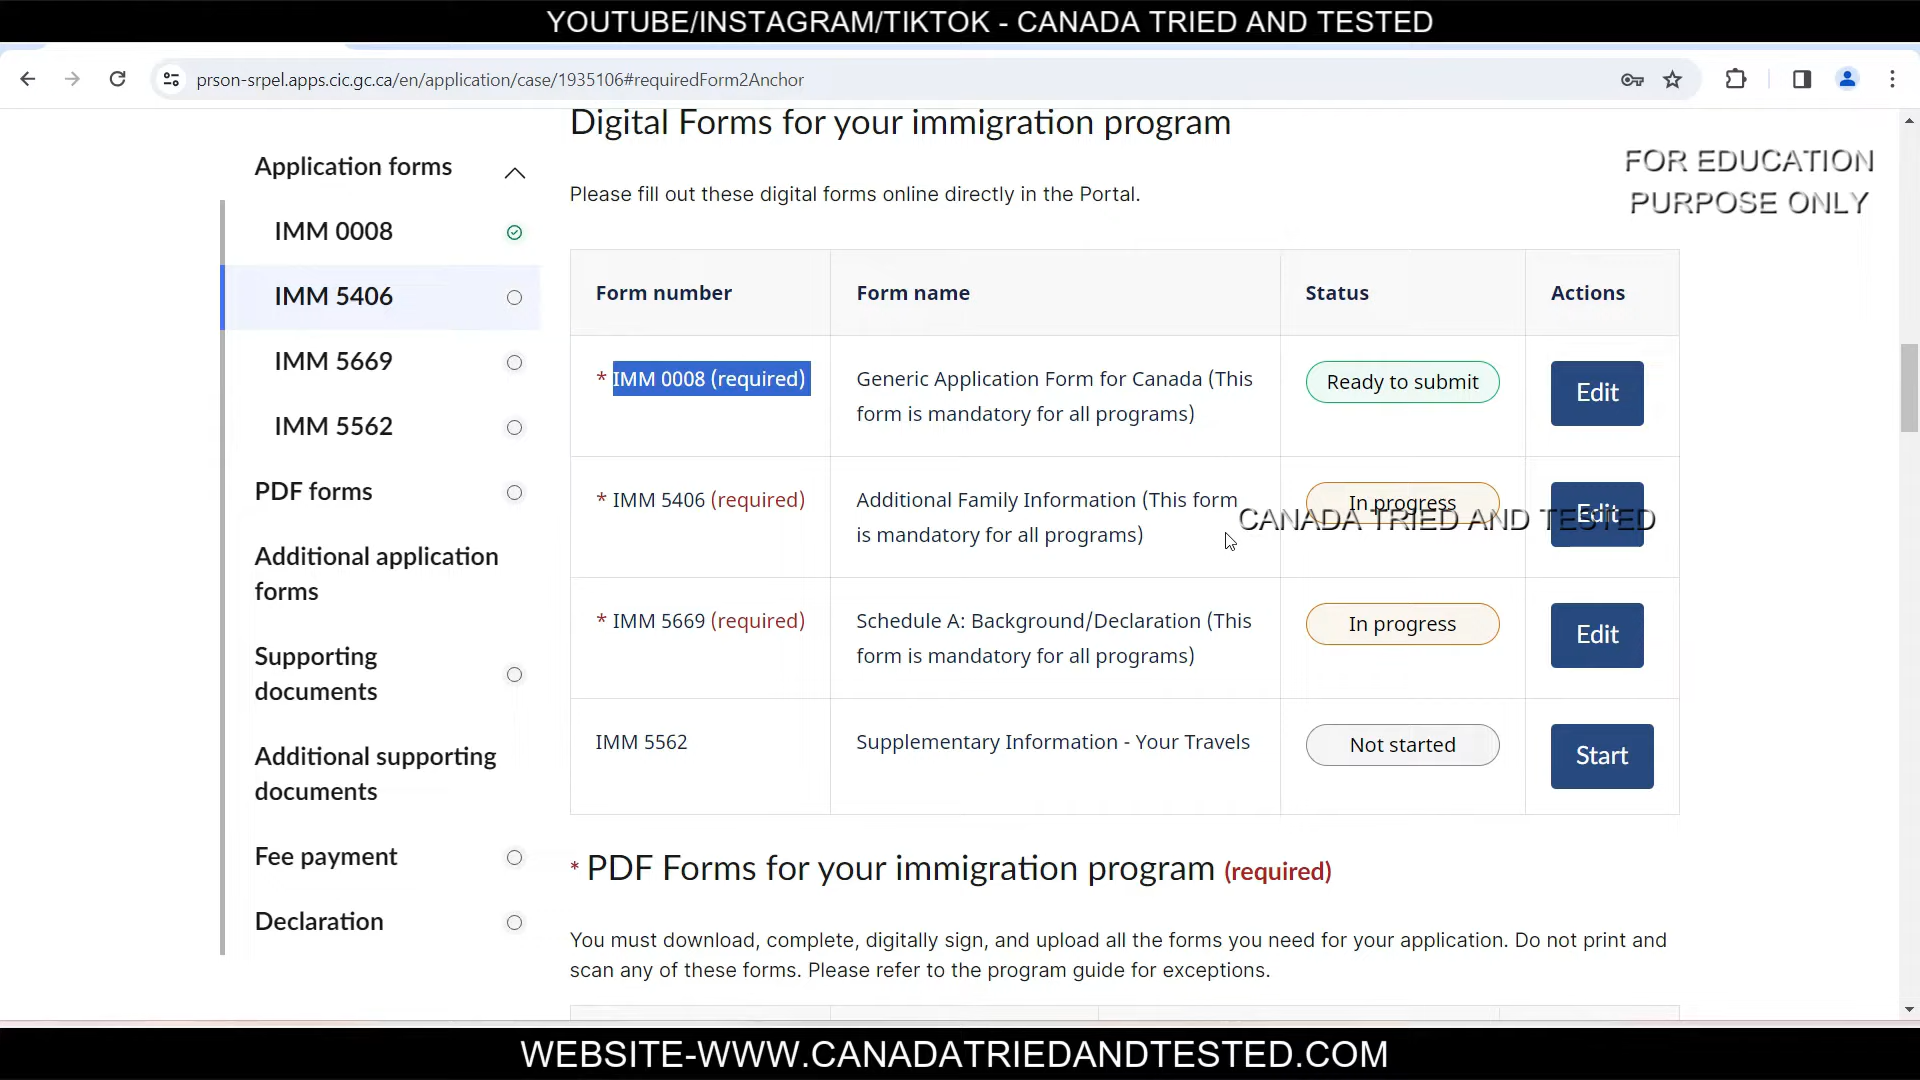 YOUTUBE/INSTAGRAM/TIKTOK - CANADA TRIED AND TESTED
prson-srpel.apps.cic.gc.ca/en/application/case/1935106#requiredForm2Anchor
FOR EDUCATION
PURPOSE ONLY
Application forms
IMM 0008
IMM 5406
IMM 5669
IMM 5562
PDF forms
Additional application
forms
Supporting
documents
Additional supporting
documents
Fee payment
Declaration
Digital Forms for your immigration program
Please fill out these digital forms online directly in the Portal.
Form number Form name Status Actions
* IMM 0008 (required) Generic Application Form for Canada (This Ready to submit Edit
form is mandatory for all programs)
* IMM 5406 (required) Additional Family Information (This form In progress Edit
CANADA TRIED AND TESTED
is mandatory for all programs)
* IMM 5669 (required) Schedule A: Background/Declaration (This In progress Edit
form is mandatory for all programs)
IMM 5562 Supplementary Information - Your Travels Not started Start
* PDF Forms for your immigration program (required)
You must download, complete, digitally sign, and upload all the forms you need for your application. Do not print and
scan any of these forms. Please refer to the program guide for exceptions.
WEBSITE-WWW.CANADATRIEDANDTESTED.COM